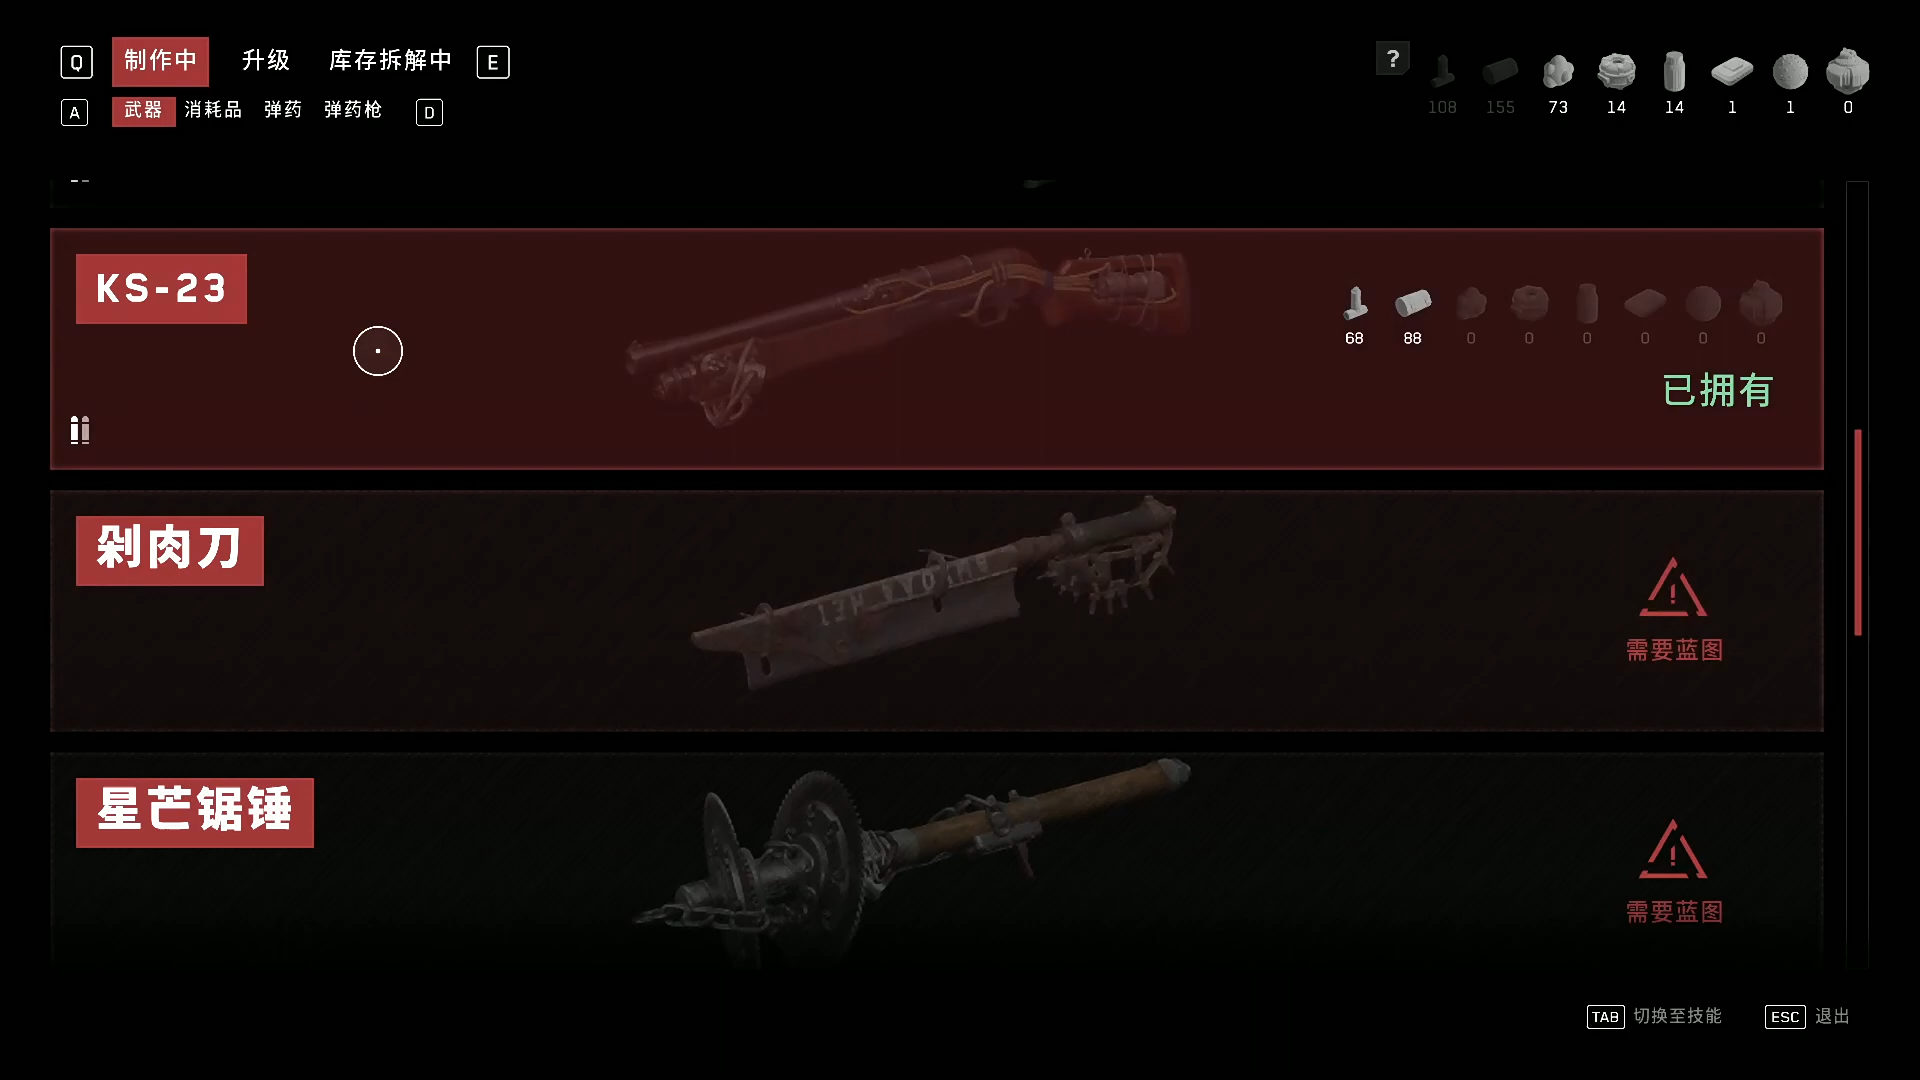 Q 制作中 升级 库存拆解中 E
A 武器 消耗品 弹药 弹药枪 D
? 108 155 73 14 14 1 1 0
KS-23
68 88 0 0 0 0 0 0
已拥有
剁肉刀
需要蓝图
星芒锯锤
需要蓝图
TAB 切换至技能 ESC 退出